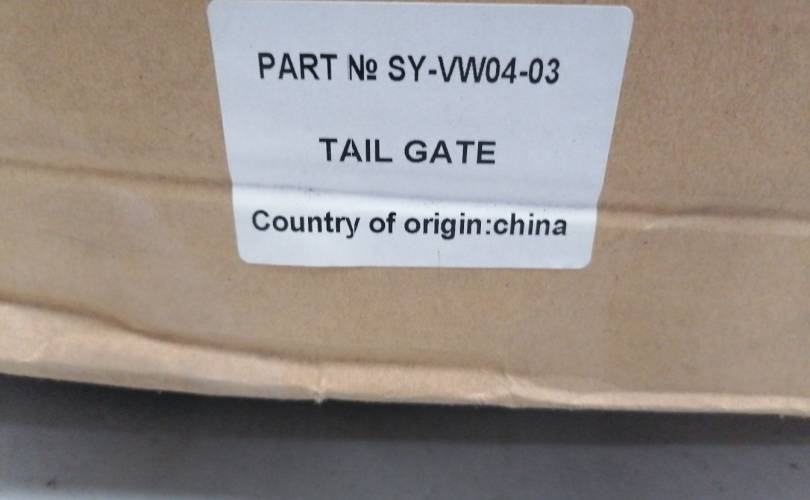 PART № SY-VW04-03
TAIL GATE
Country of origin:china